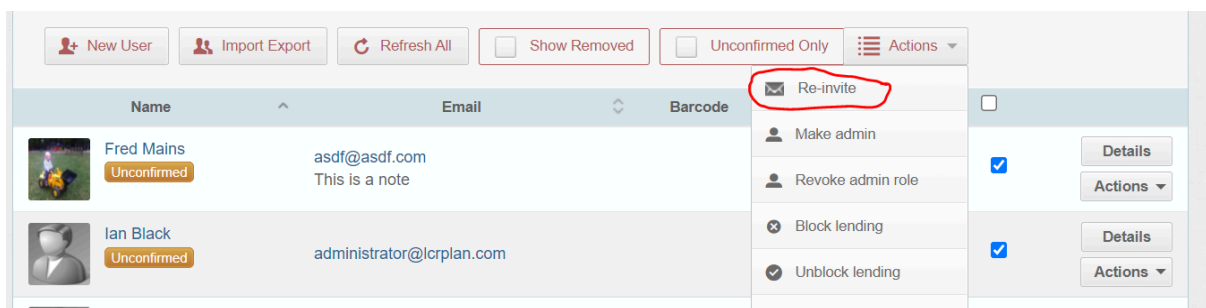 New User Import Export Refresh All Show Removed Unconfirmed Only Actions
Re-invite
Name Email Barcode
Make admin
Fred Mains
Unconfirmed
asdf@asdf.com
This is a note
Details
Actions
Revoke admin role
Block lending
Ian Black
Unconfirmed
administrator@lcrplan.com
Details
Actions
Unblock lending